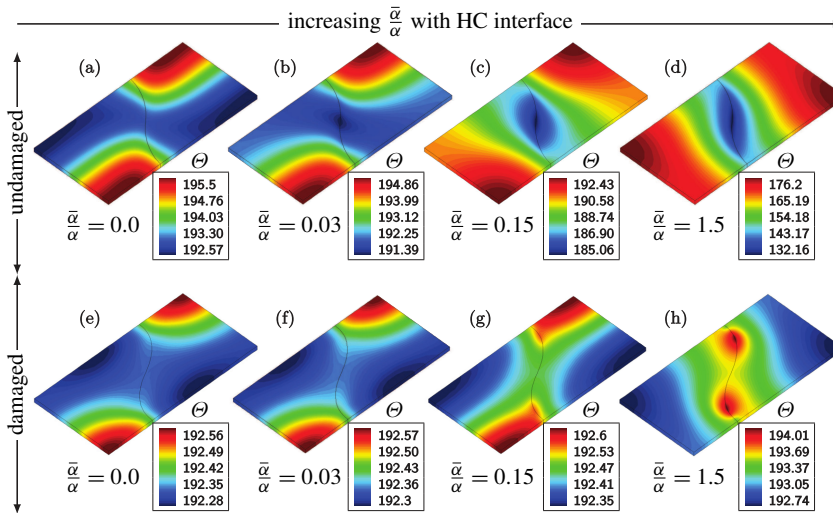 increasing ᾱ/α with HC interface
undamaged
(a) (b) (c) (d)
Θ Θ Θ Θ
195.5 194.86 192.43 176.2
194.76 193.99 190.58 165.19
194.03 193.12 188.74 154.18
193.30 192.25 186.90 143.17
192.57 191.39 185.06 132.16
ᾱ/α = 0.0 ᾱ/α = 0.03 ᾱ/α = 0.15 ᾱ/α = 1.5
damaged
(e) (f) (g) (h)
Θ Θ Θ Θ
192.56 192.57 192.6 194.01
192.49 192.50 192.53 193.69
192.42 192.43 192.47 193.37
192.35 192.36 192.41 193.05
192.28 192.3 192.35 192.74
ᾱ/α = 0.0 ᾱ/α = 0.03 ᾱ/α = 0.15 ᾱ/α = 1.5